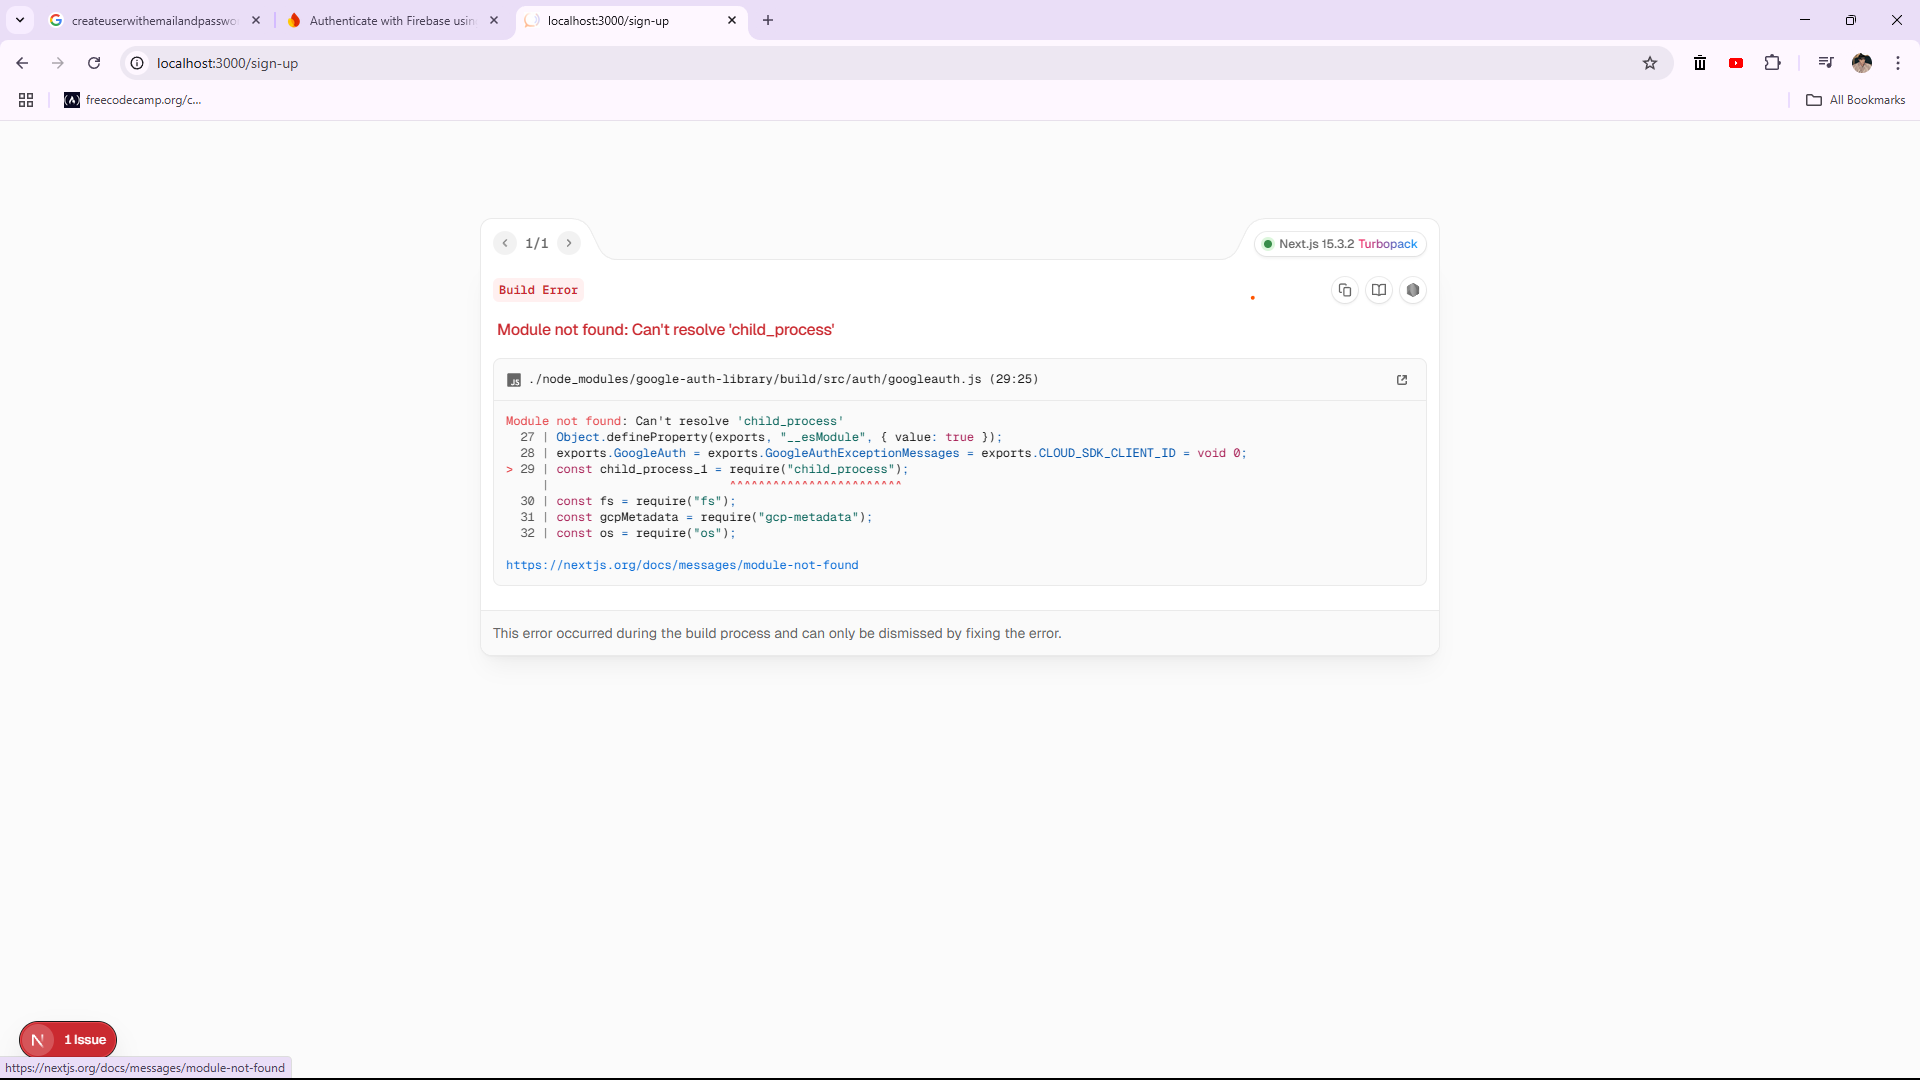 createuserwithemailandpasswo
Authenticate with Firebase usin
localhost:3000/sign-up
localhost:3000/sign-up
freecodecamp.org/c...
All Bookmarks
1/1
Next.js 15.3.2 Turbopack
Build Error
Module not found: Can't resolve 'child_process'
JS
./node_modules/google-auth-library/build/src/auth/googleauth.js (29:25)
Module not found: Can't resolve 'child_process'
27 | Object.defineProperty(exports, "__esModule", { value: true });
28 | exports.GoogleAuth = exports.GoogleAuthExceptionMessages = exports.CLOUD_SDK_CLIENT_ID = void 0;
> 29 | const child_process_1 = require("child_process");
| ^^^^^^^^^^^^^^^^^^^^^^^^
30 | const fs = require("fs");
31 | const gcpMetadata = require("gcp-metadata");
32 | const os = require("os");
https://nextjs.org/docs/messages/module-not-found
This error occurred during the build process and can only be dismissed by fixing the error.
N 1 Issue
https://nextjs.org/docs/messages/module-not-found